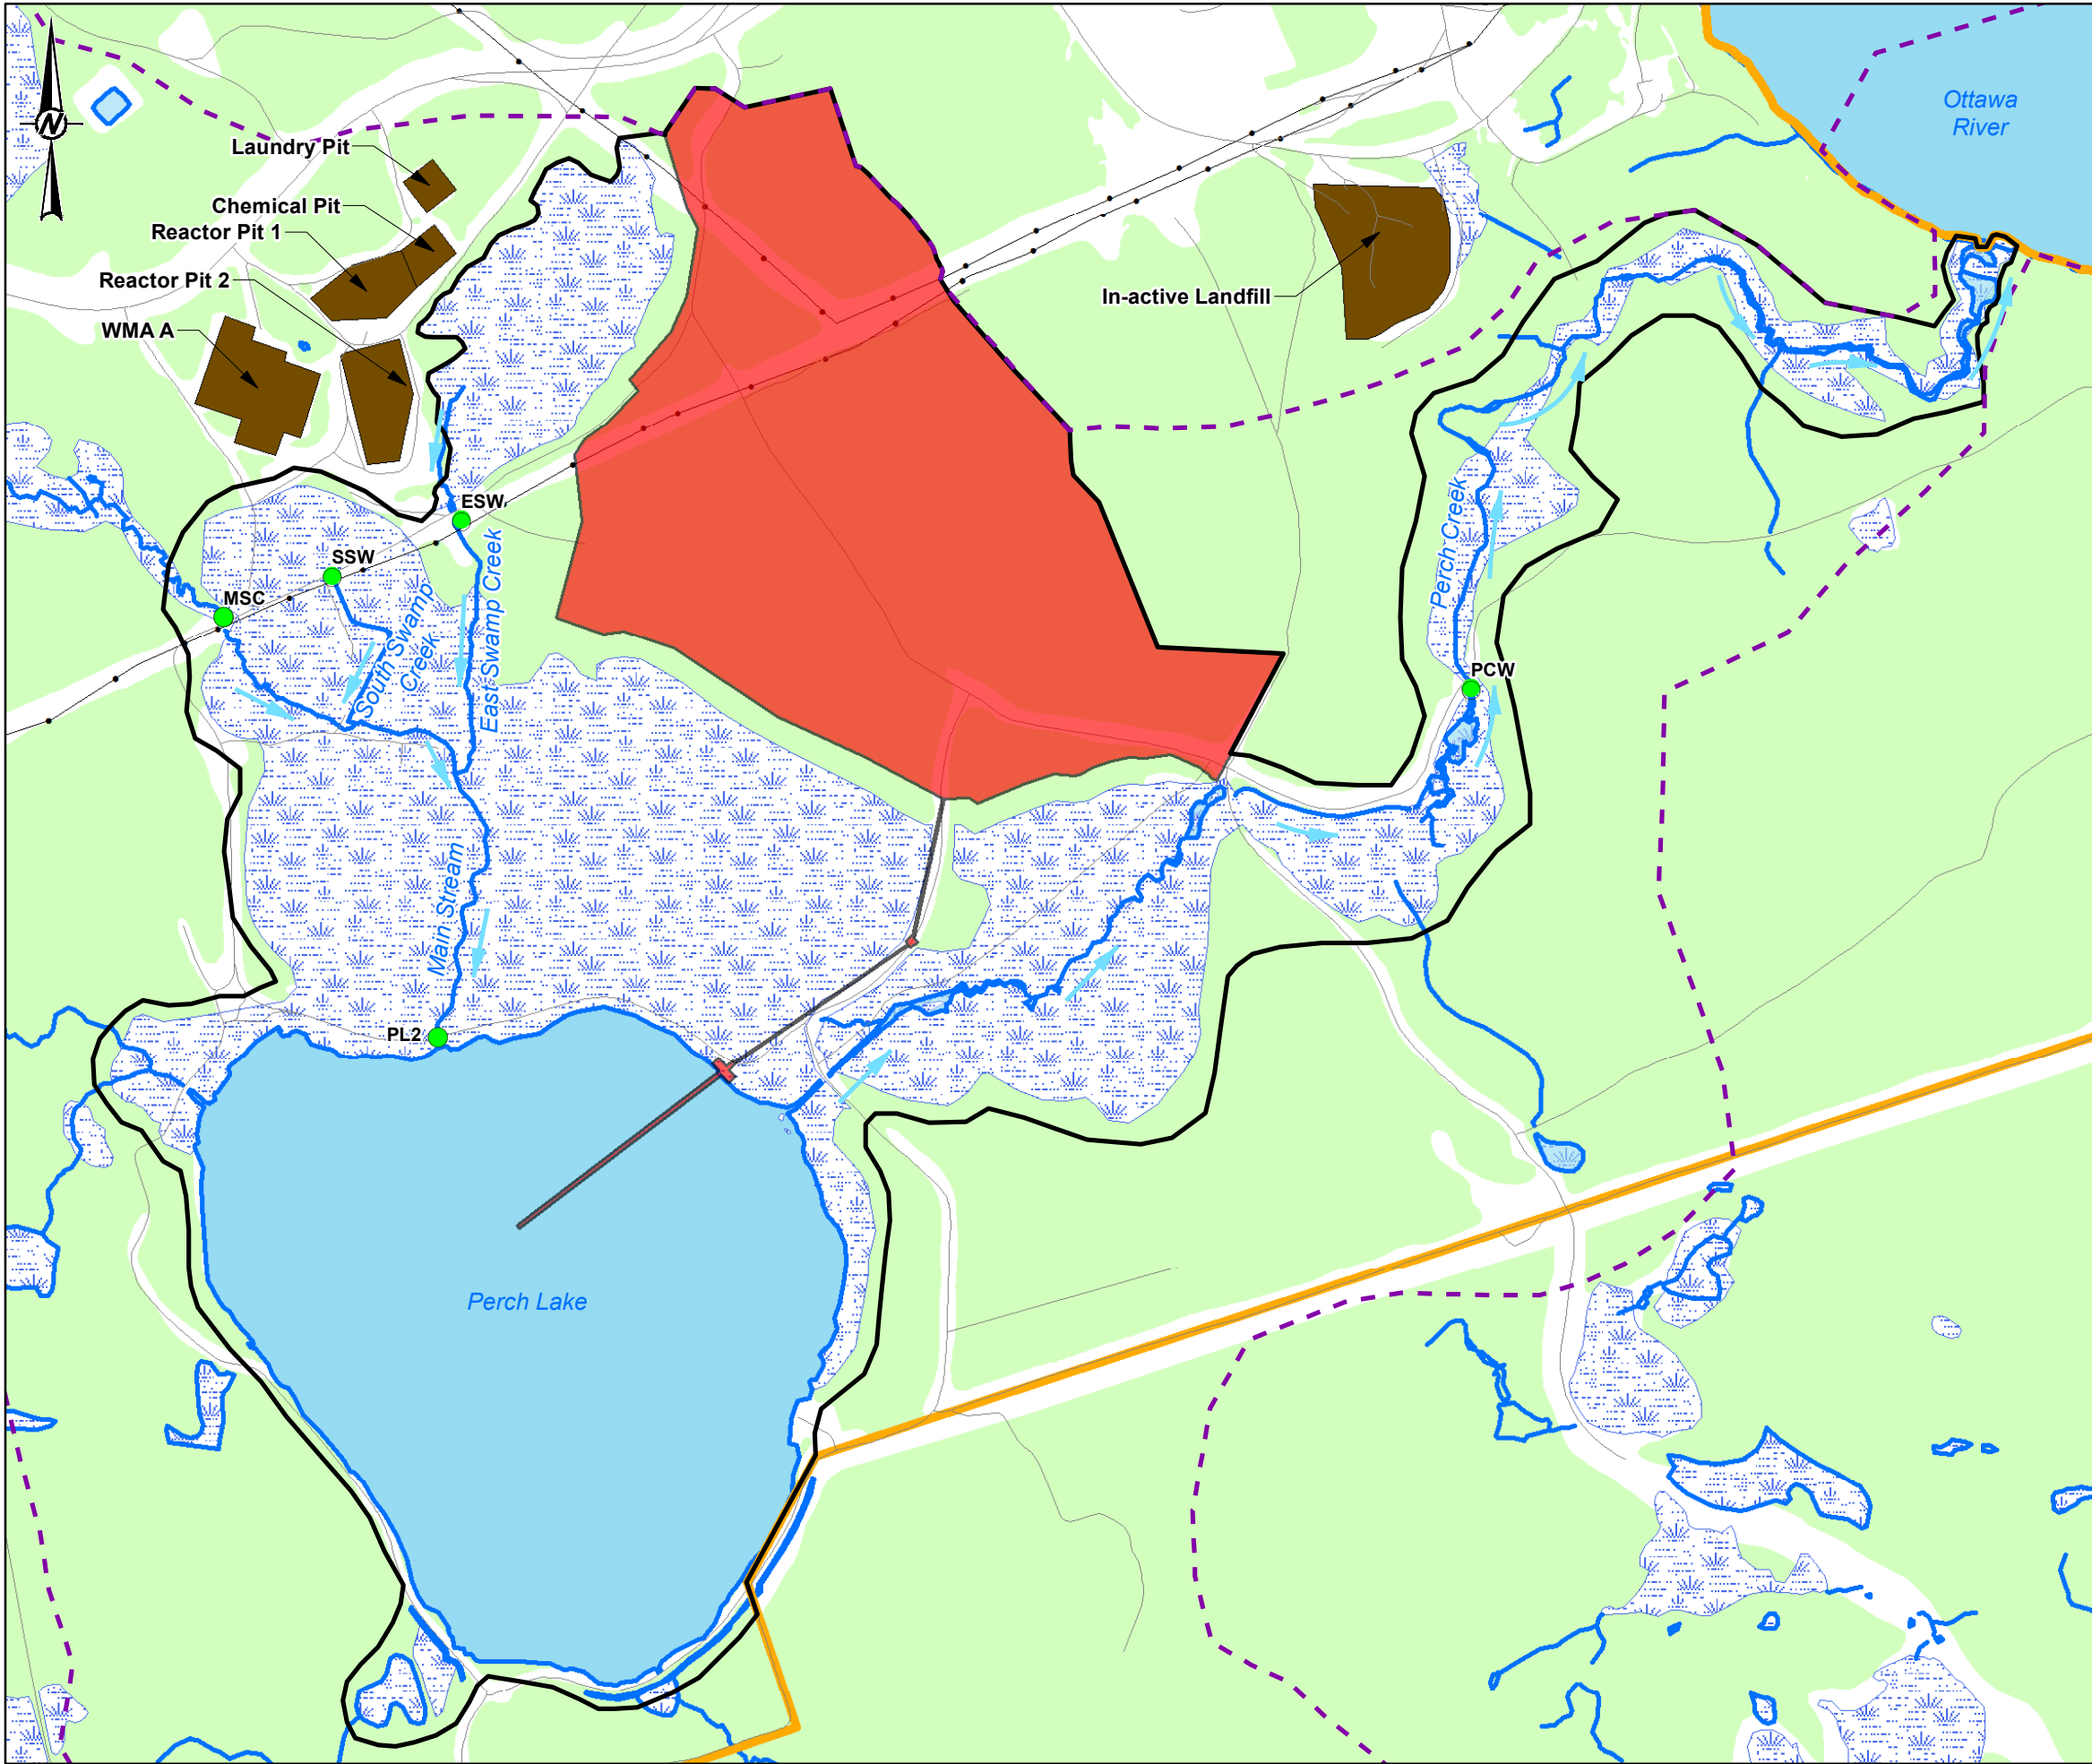 N
Ottawa
River
Laundry Pit
Chemical Pit
Reactor Pit 1
Reactor Pit 2
WMA A
In-active Landfill
ESW
SSW
MSC
South Swamp
Creek
East Swamp Creek
Perch Creek
PCW
Main Stream
PL2
Perch Lake